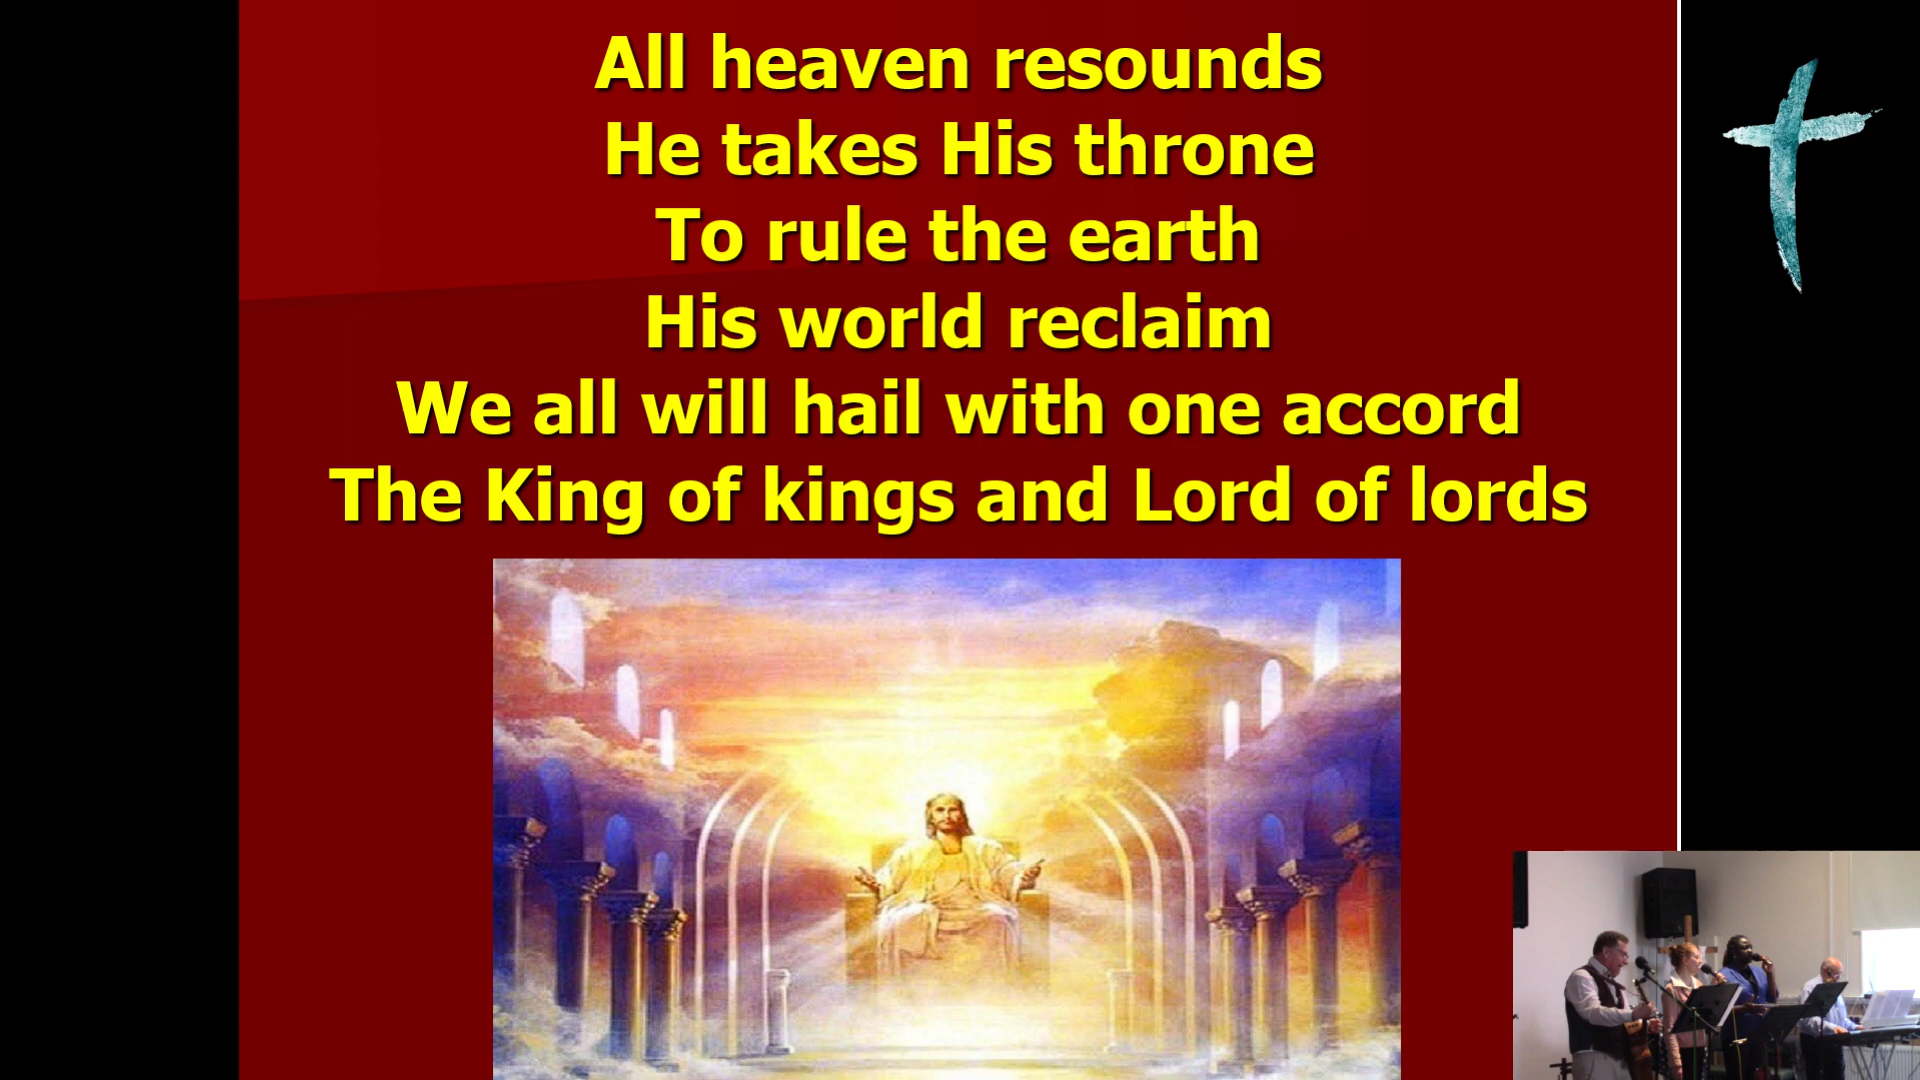 All heaven resounds
He takes His throne
To rule the earth
His world reclaim
We all will hail with one accord
The King of kings and Lord of lords